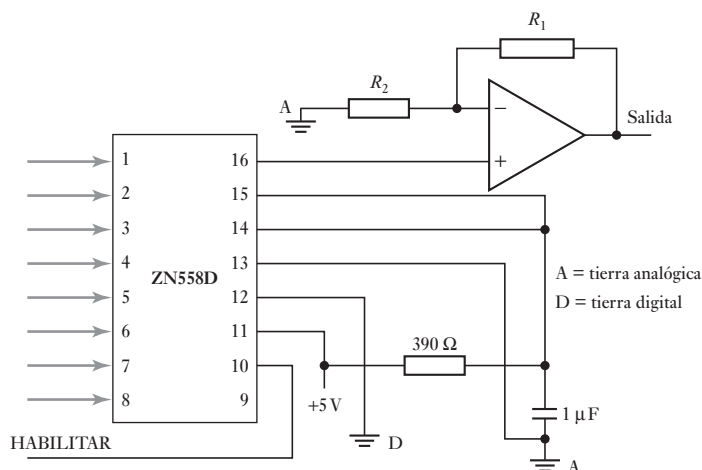 R1
R2
A
−
+
Salida
1
2
3
4
5
6
7
8
ZN558D
16
15
14
13
12
11
10
9
A = tierra analógica
D = tierra digital
390 Ω
+5 V
1 µF
HABILITAR
D
A